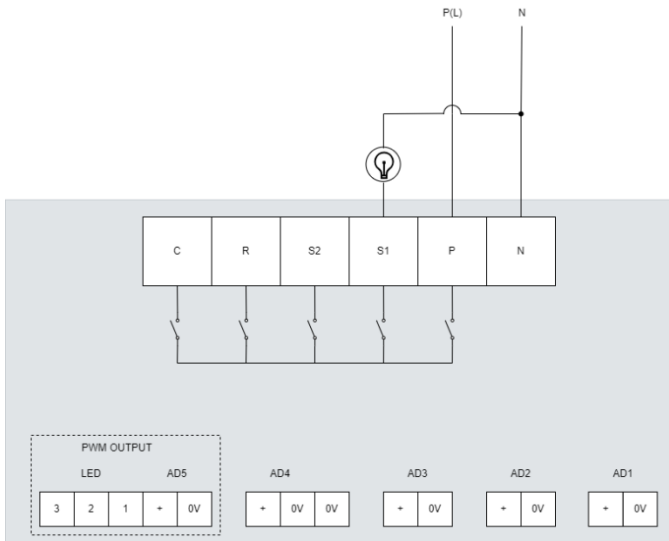 P(L) N
C R S2 S1 P N
PWM OUTPUT
LED AD5 AD4 AD3 AD2 AD1
3 2 1 + 0V + 0V 0V + 0V + 0V + 0V